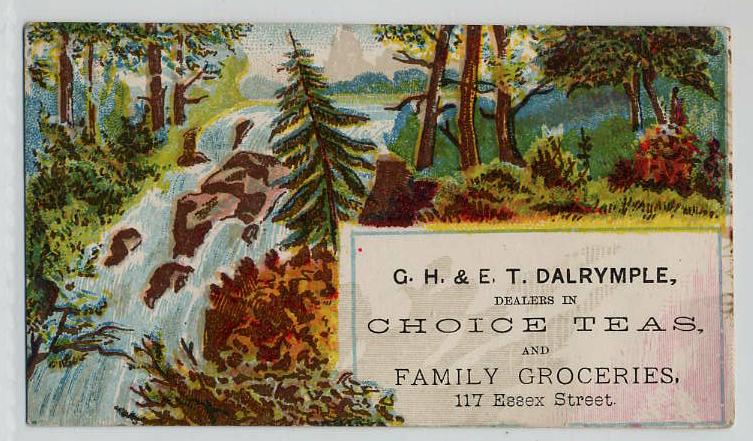 G. H. & E. T. DALRYMPLE,
DEALERS IN
CHOICE TEAS,
AND
FAMILY GROCERIES,
117 Essex Street.